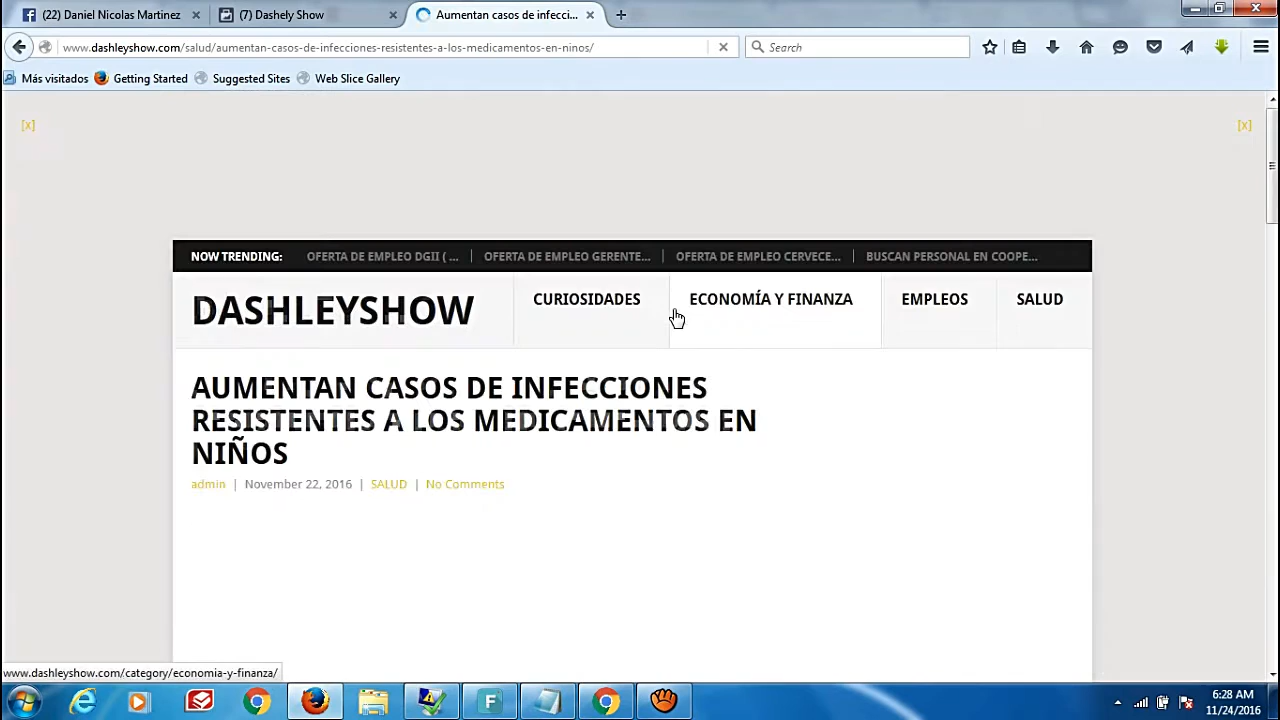 (22) Daniel Nicolas Martinez
(7) Dashely Show
Aumentan casos de infecci...
www.dashleyshow.com/salud/aumentan-casos-de-infecciones-resistentes-a-los-medicamentos-en-ninos/
Search
Más visitados
Getting Started
Suggested Sites
Web Slice Gallery
[x]
[X]
NOW TRENDING:
OFERTA DE EMPLEO DGII ( ...
OFERTA DE EMPLEO GERENTE...
OFERTA DE EMPLEO CERVECE...
BUSCAN PERSONAL EN COOPE...
DASHLEYSHOW
CURIOSIDADES
ECONOMÍA Y FINANZA
EMPLEOS
SALUD
AUMENTAN CASOS DE INFECCIONES
RESISTENTES A LOS MEDICAMENTOS EN
NIÑOS
admin | November 22, 2016 | SALUD | No Comments
www.dashleyshow.com/category/economia-y-finanza/
6:28 AM
11/24/2016